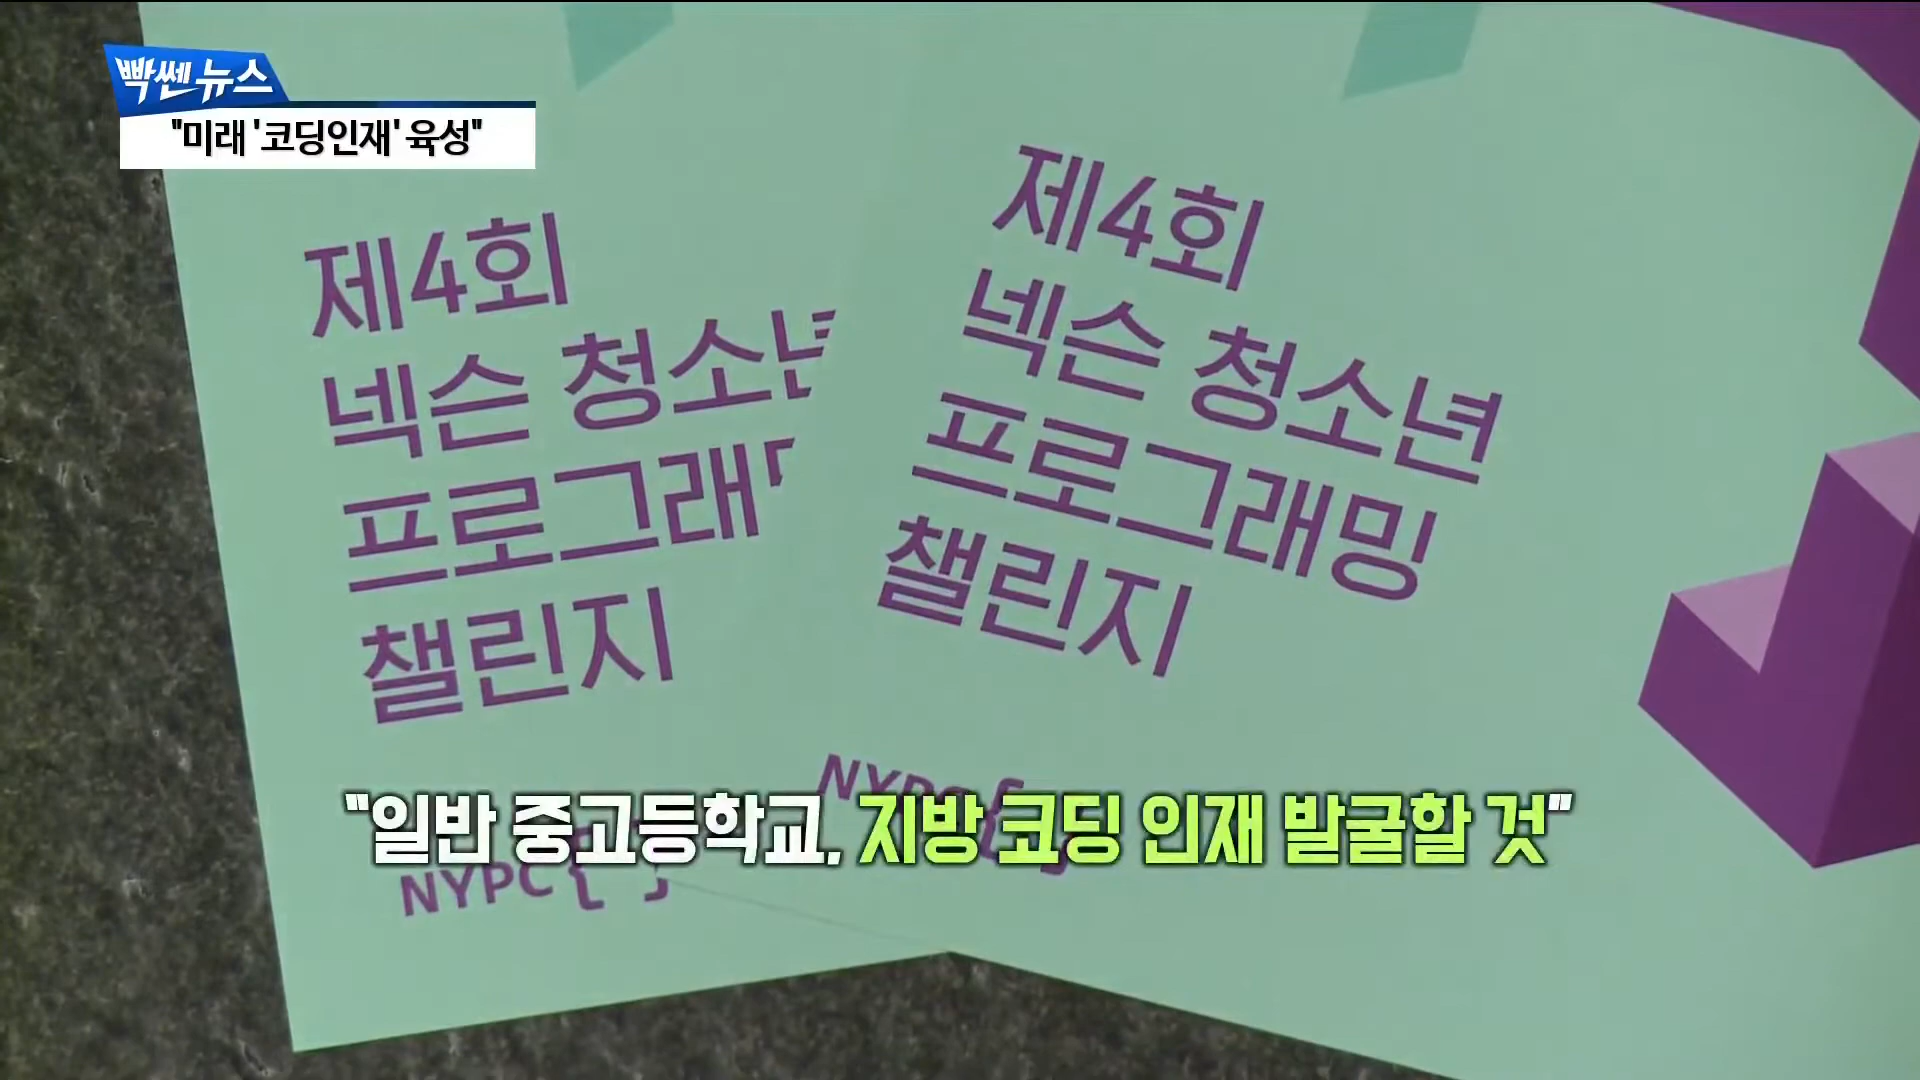 빡쎈뉴스
"미래 '코딩인재' 육성"
제4회
넥슨 청소년
프로그래
챌린지
NYPC{ }
제4회
넥슨 청소년
프로그래밍
챌린지
NYPC{ }
"일반 중고등학교, 지방 코딩 인재 발굴할 것"